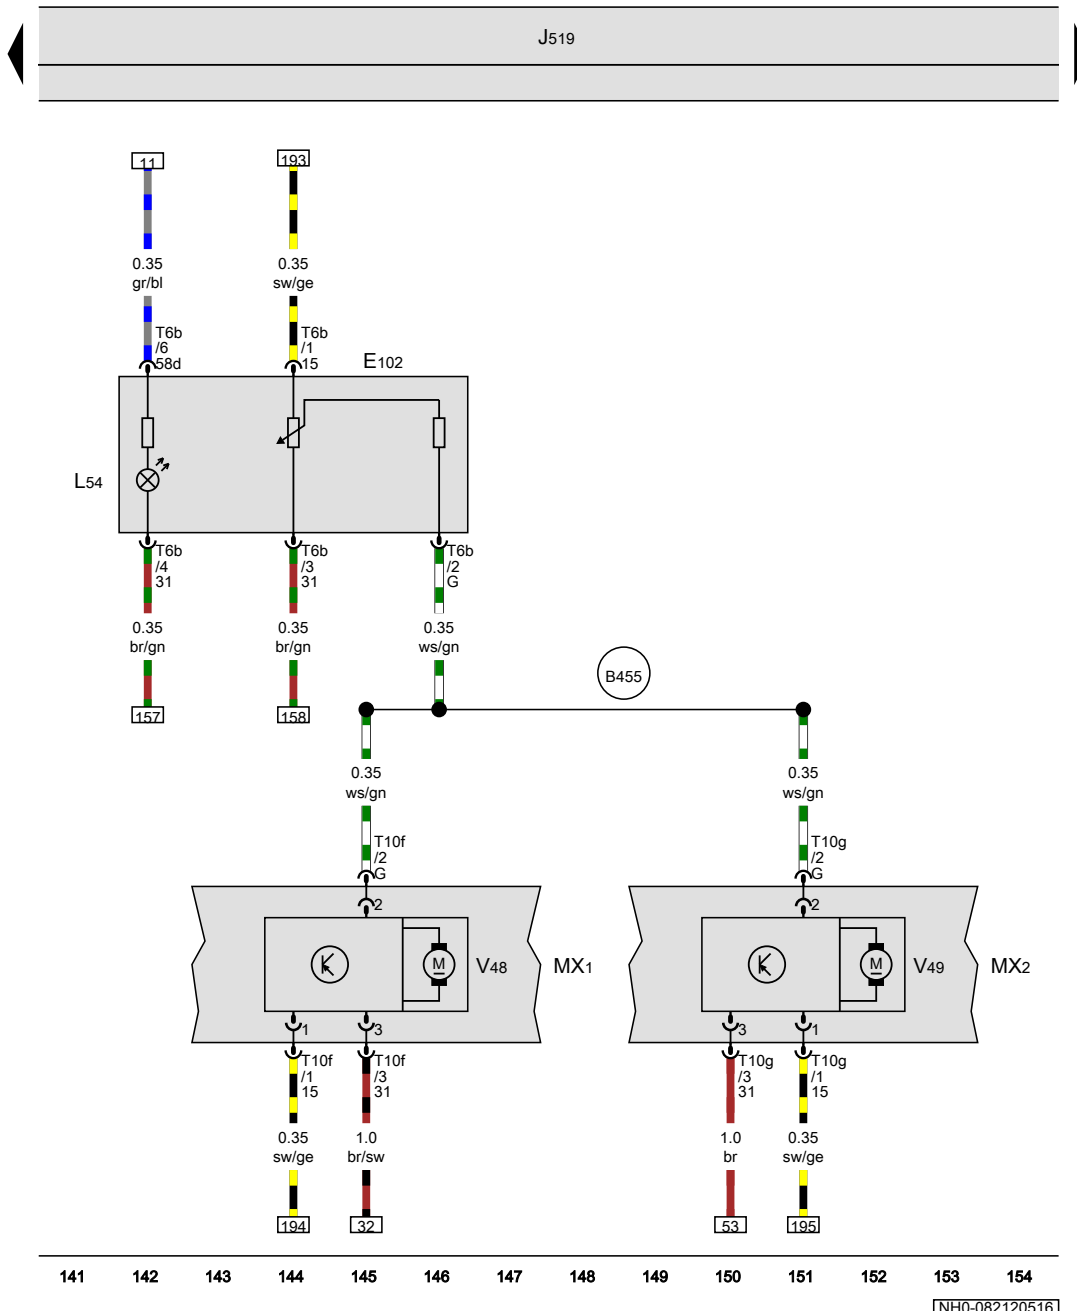 J519
11
193
0.35
gr/bl
0.35
sw/ge
T6b
/6
58d
T6b
/1
15
E102
L54
T6b
/4
31
T6b
/3
31
T6b
/2
G
0.35
br/gn
0.35
br/gn
0.35
ws/gn
B455
157
158
0.35
ws/gn
0.35
ws/gn
T10f
/2
G
T10g
/2
G
2
2
M
V48
MX1
M
V49
MX2
1
3
3
1
T10f
/1
15
T10f
/3
31
T10g
/3
31
T10g
/1
15
0.35
sw/ge
1.0
br/sw
1.0
br
0.35
sw/ge
194
32
53
195
141 142 143 144 145 146 147 148 149 150 151 152 153 154
NH0-082120516